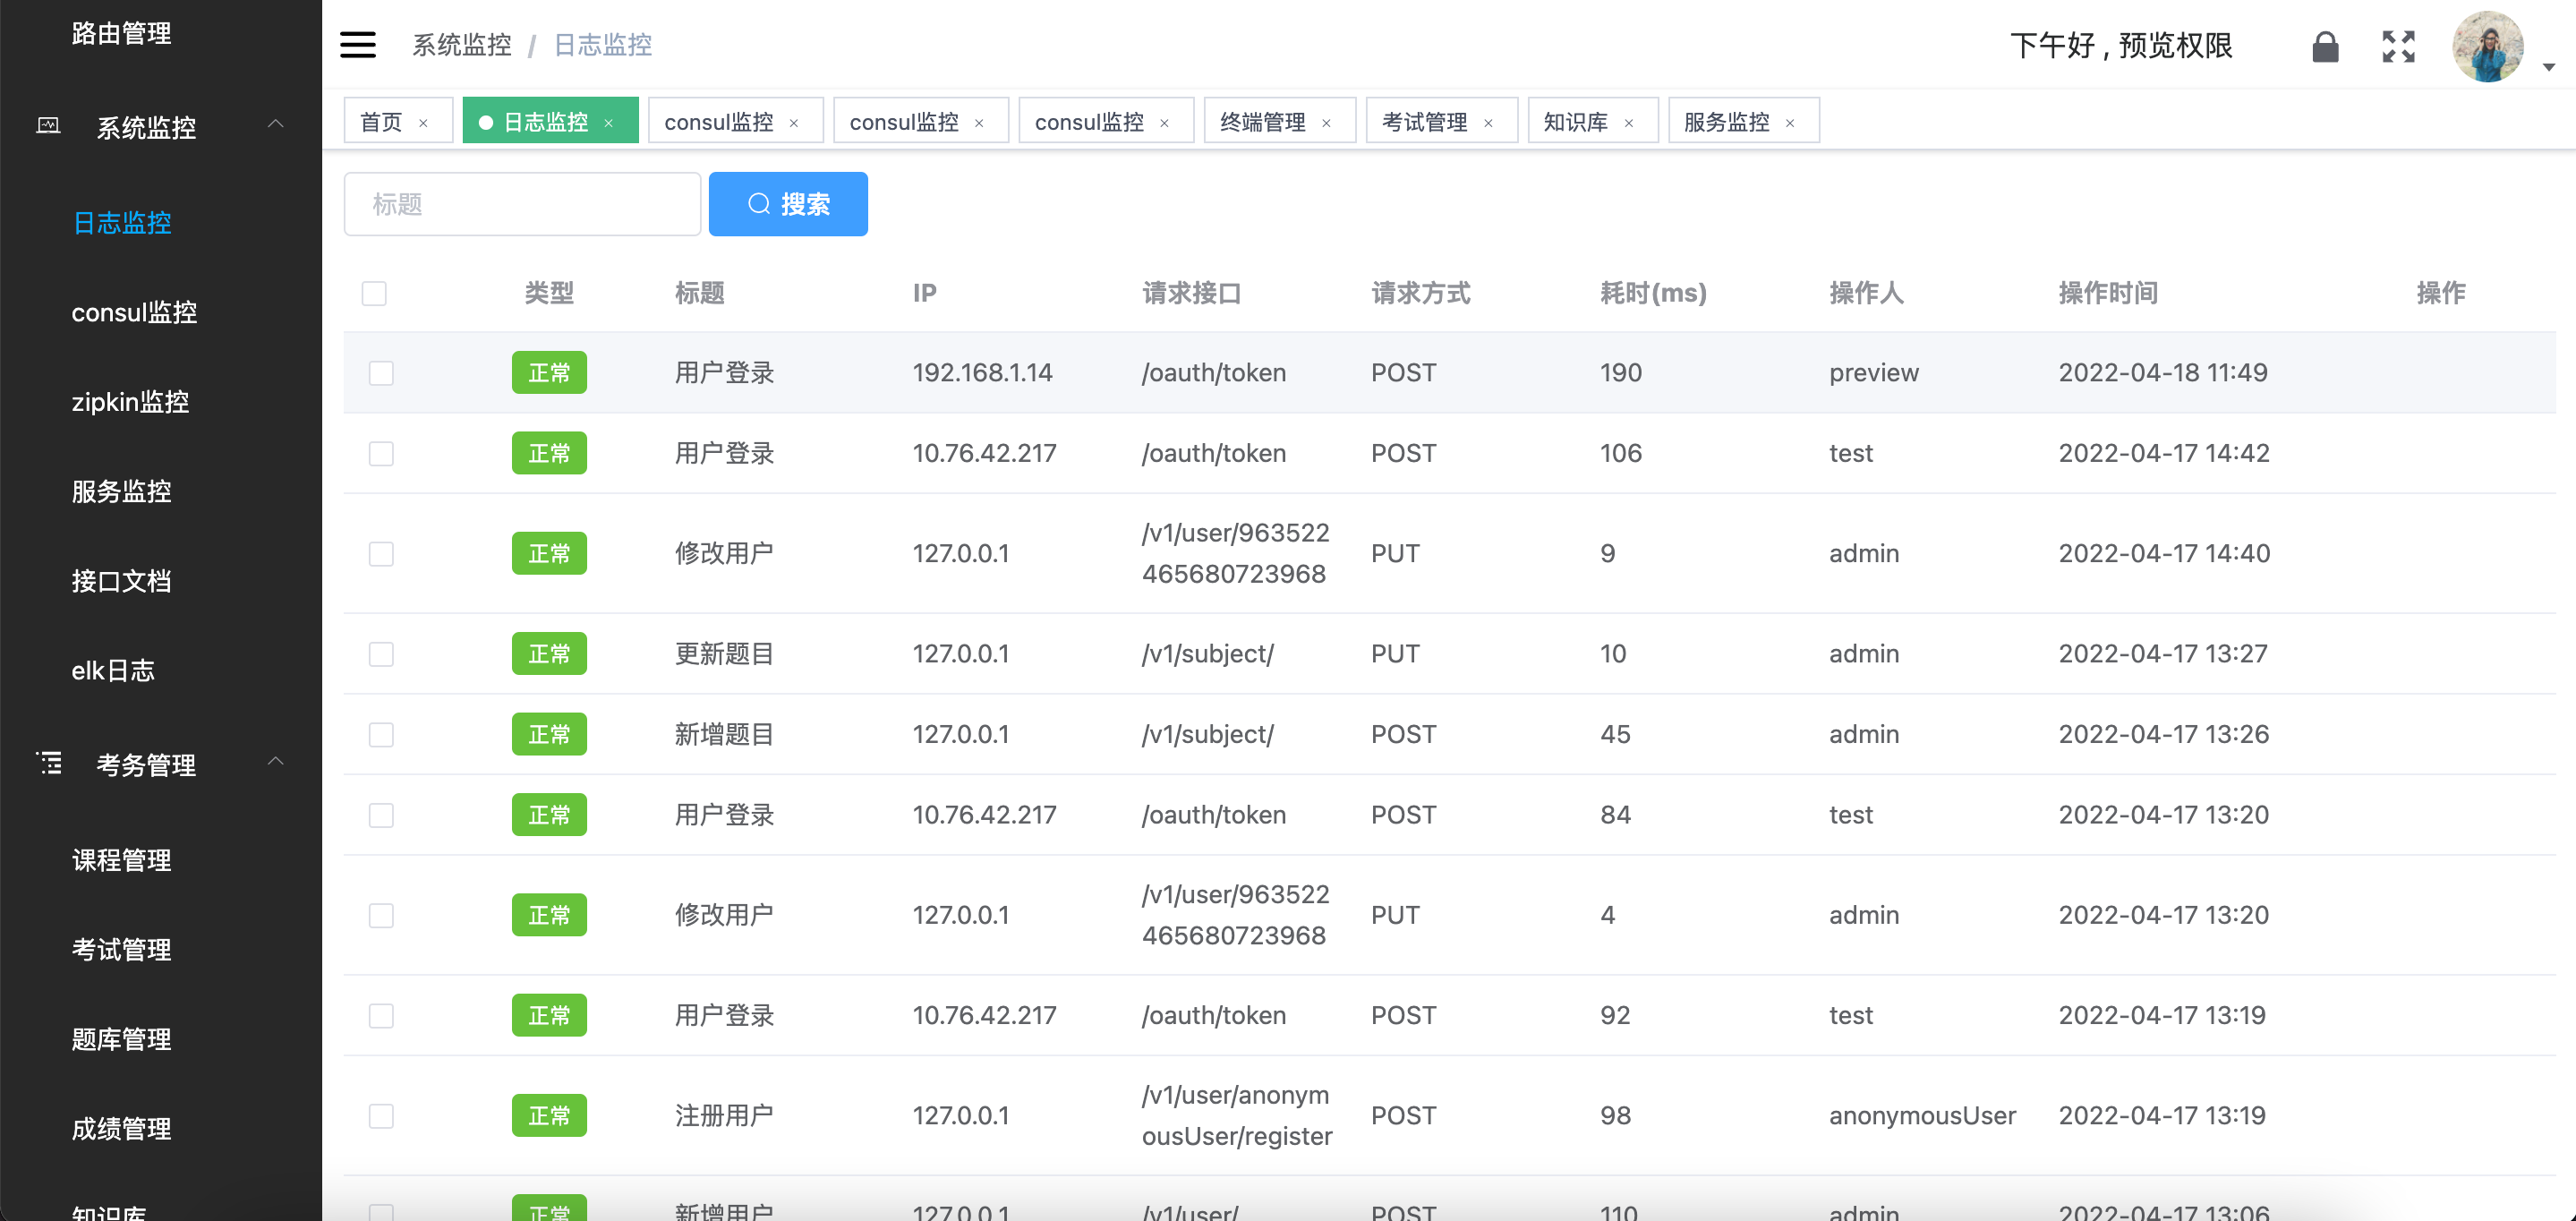 路由管理
系统监控
日志监控
consul监控
zipkin监控
服务监控
接口文档
elk日志
考务管理
课程管理
考试管理
题库管理
成绩管理
知识库
系统监控 / 日志监控
下午好 , 预览权限
首页 × 日志监控 × consul监控 × consul监控 × consul监控 × 终端管理 × 考试管理 × 知识库 × 服务监控 ×
标题 搜索
类型 标题 IP 请求接口 请求方式 耗时(ms) 操作人 操作时间 操作
正常 用户登录 192.168.1.14 /oauth/token POST 190 preview 2022-04-18 11:49
正常 用户登录 10.76.42.217 /oauth/token POST 106 test 2022-04-17 14:42
正常 修改用户 127.0.0.1 /v1/user/963522
465680723968 PUT 9 admin 2022-04-17 14:40
正常 更新题目 127.0.0.1 /v1/subject/ PUT 10 admin 2022-04-17 13:27
正常 新增题目 127.0.0.1 /v1/subject/ POST 45 admin 2022-04-17 13:26
正常 用户登录 10.76.42.217 /oauth/token POST 84 test 2022-04-17 13:20
正常 修改用户 127.0.0.1 /v1/user/963522
465680723968 PUT 4 admin 2022-04-17 13:20
正常 用户登录 10.76.42.217 /oauth/token POST 92 test 2022-04-17 13:19
正常 注册用户 127.0.0.1 /v1/user/anonym
ousUser/register POST 98 anonymousUser 2022-04-17 13:19
正常 新增用户 127.0.0.1 /v1/user/ POST 110 admin 2022-04-17 13:06